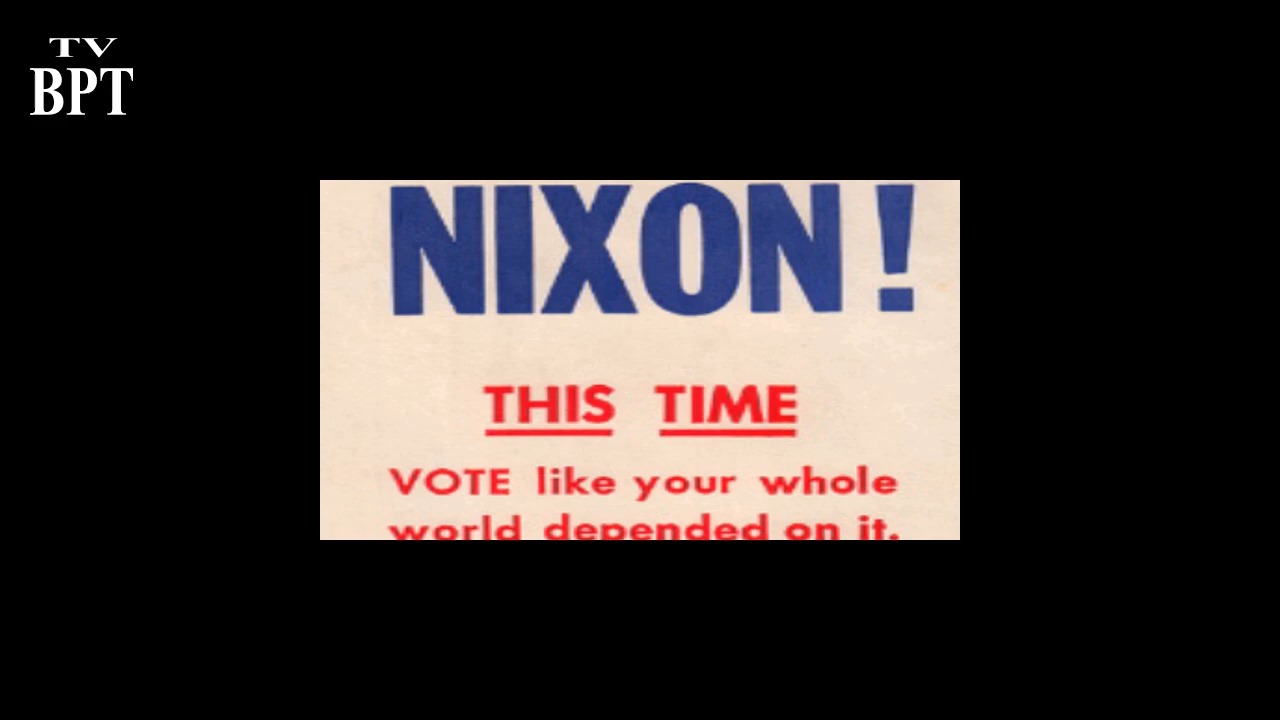 TV
BPT
NIXON!
THIS TIME
VOTE like your whole
world depended on it.